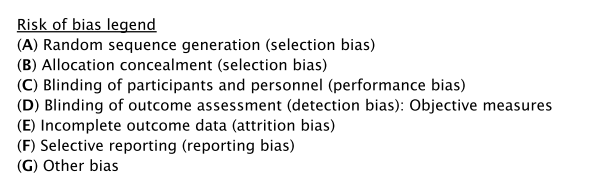 Risk of bias legend
(A) Random sequence generation (selection bias)
(B) Allocation concealment (selection bias)
(C) Blinding of participants and personnel (performance bias)
(D) Blinding of outcome assessment (detection bias): Objective measures
(E) Incomplete outcome data (attrition bias)
(F) Selective reporting (reporting bias)
(G) Other bias